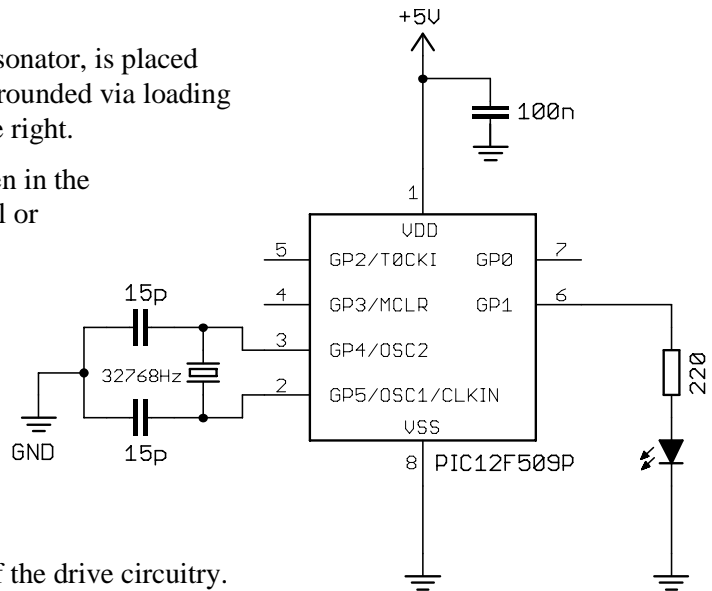 sonator, is placed
rounded via loading
e right.
en in the
l or
f the drive circuitry.
+5V
100n
1
VDD
5
GP2/T0CKI
GP0
7
4
GP3/MCLR
GP1
6
15p
3
GP4/OSC2
32768Hz
2
GP5/OSC1/CLKIN
220
GND
15p
VSS
8
PIC12F509P